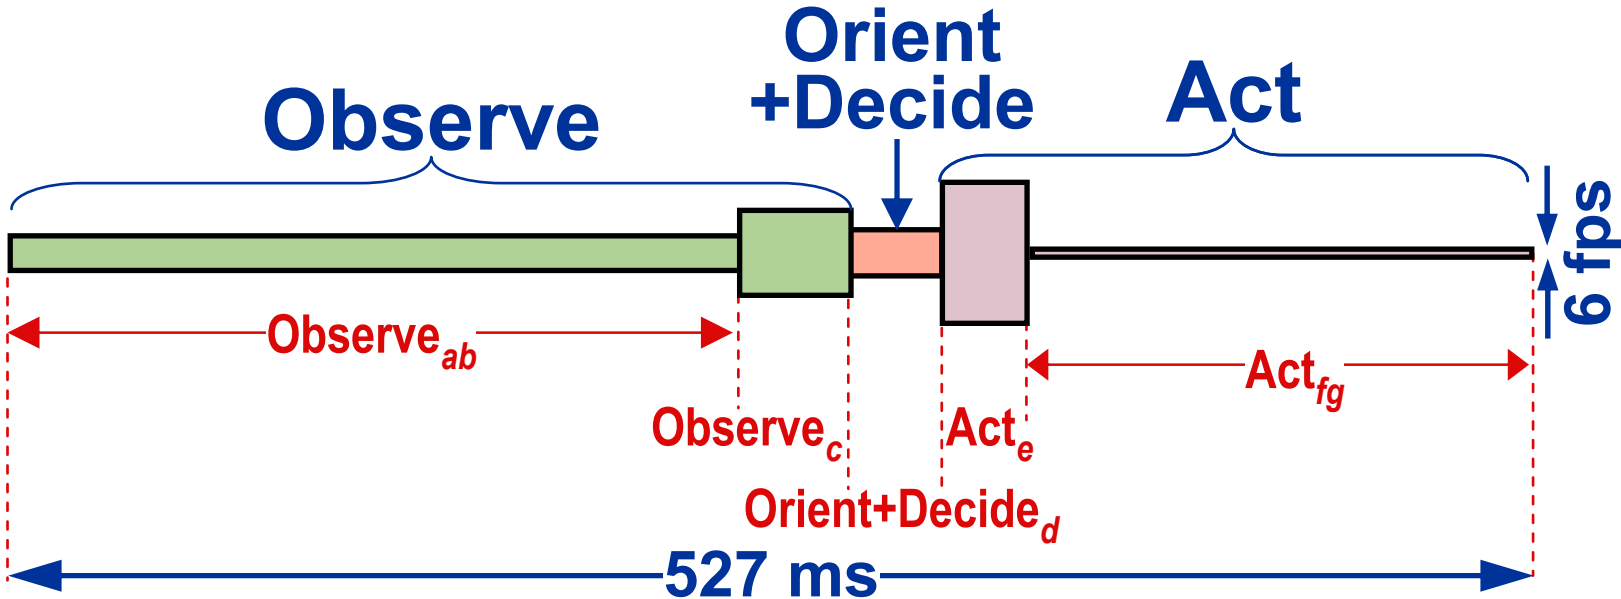 Orient
+Decide
Observe
Act
6 fps
Observe_ab
Act_fg
Observe_c
Act_e
Orient+Decide_d
527 ms